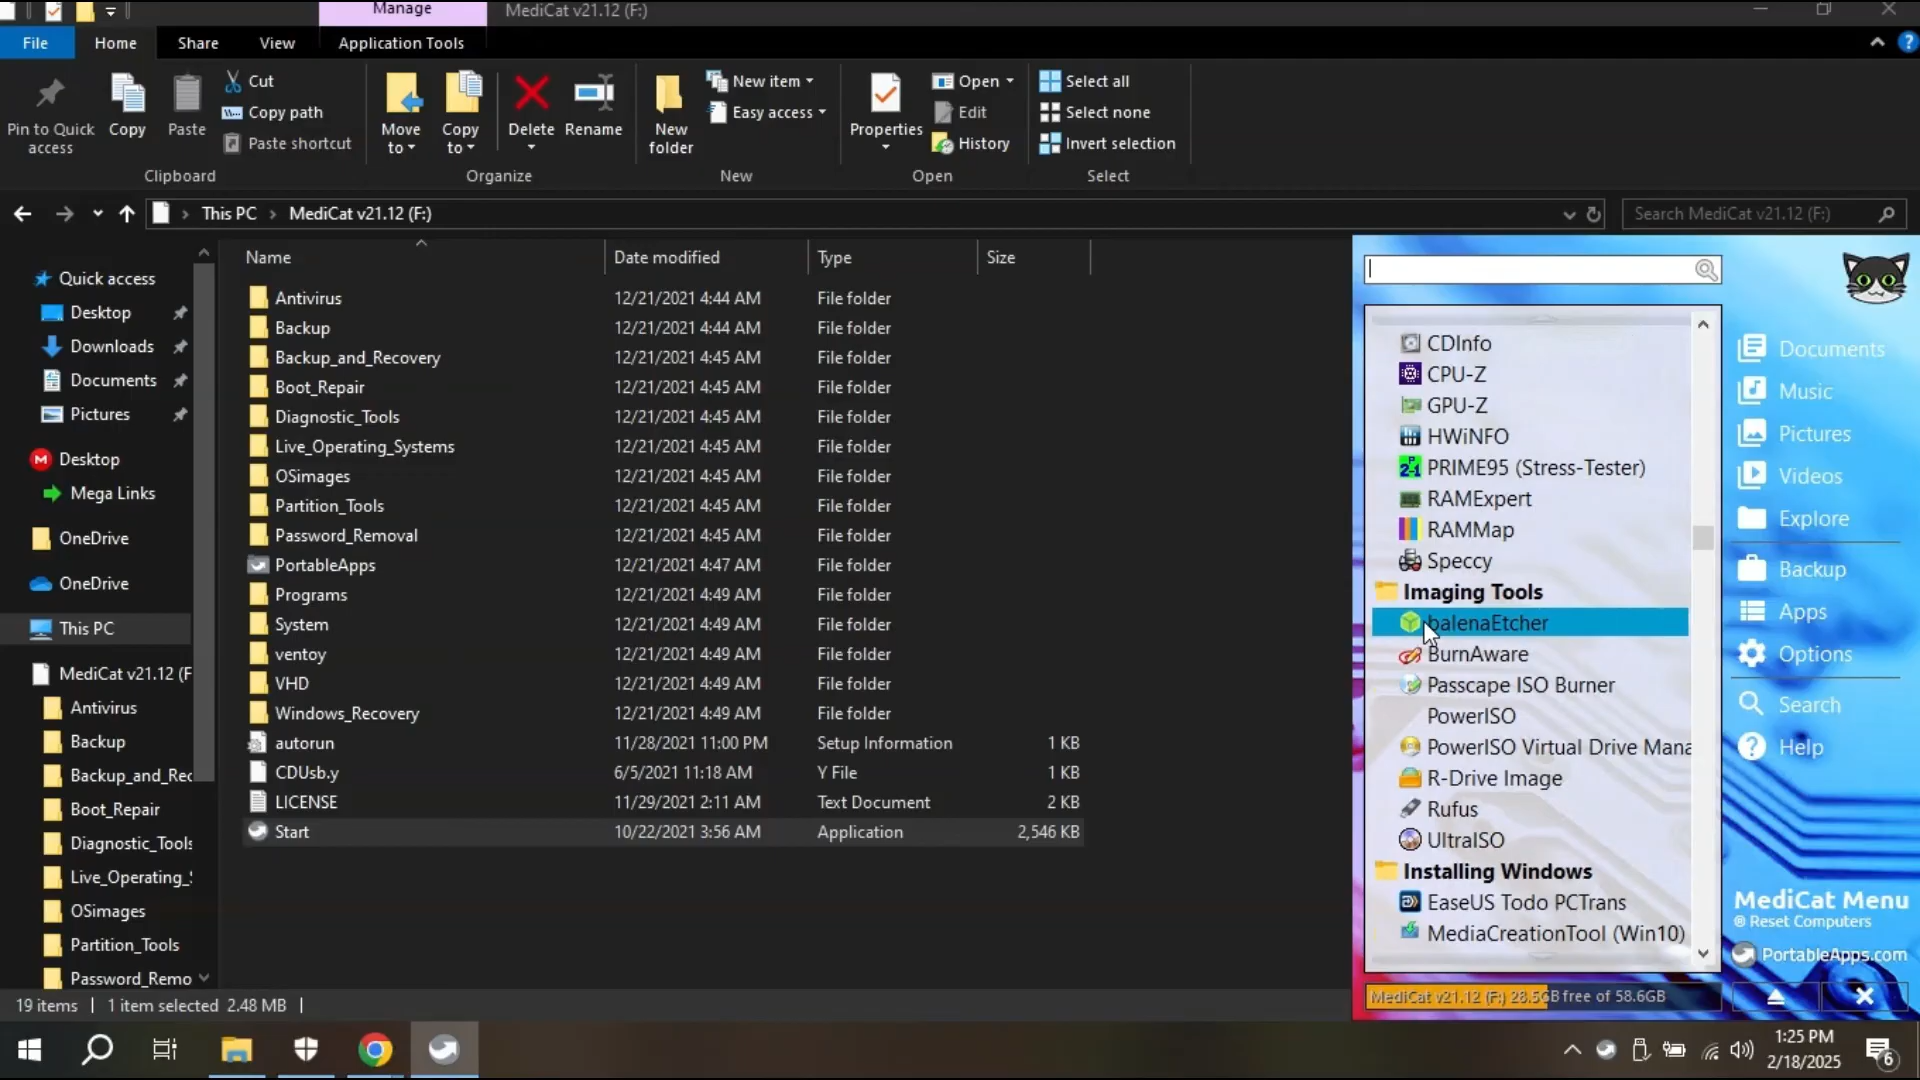 Manage
MediCat v21.12 (F:)
File
Home
Share
View
Application Tools
Pin to Quick access
Copy
Paste
Cut
Copy path
Paste shortcut
Clipboard
Move to
Copy to
Delete
Rename
Organize
New folder
New item
Easy access
New
Properties
Open
Edit
History
Open
Select all
Select none
Invert selection
Select
This PC
MediCat v21.12 (F:)
Search MediCat v21.12 (F:)
Quick access
Desktop
Downloads
Documents
Pictures
Desktop
Mega Links
OneDrive
OneDrive
This PC
MediCat v21.12 (F
Antivirus
Backup
Backup_and_Rec
Boot_Repair
Diagnostic_Tools
Live_Operating_S
OSimages
Partition_Tools
Password_Remo
Name Date modified Type Size
Antivirus 12/21/2021 4:44 AM File folder
Backup 12/21/2021 4:44 AM File folder
Backup_and_Recovery 12/21/2021 4:45 AM File folder
Boot_Repair 12/21/2021 4:45 AM File folder
Diagnostic_Tools 12/21/2021 4:45 AM File folder
Live_Operating_Systems 12/21/2021 4:45 AM File folder
OSimages 12/21/2021 4:45 AM File folder
Partition_Tools 12/21/2021 4:45 AM File folder
Password_Removal 12/21/2021 4:45 AM File folder
PortableApps 12/21/2021 4:47 AM File folder
Programs 12/21/2021 4:49 AM File folder
System 12/21/2021 4:49 AM File folder
ventoy 12/21/2021 4:49 AM File folder
VHD 12/21/2021 4:49 AM File folder
Windows_Recovery 12/21/2021 4:49 AM File folder
autorun 11/28/2021 11:00 PM Setup Information 1 KB
CDUsb.y 6/5/2021 11:18 AM Y File 1 KB
LICENSE 11/29/2021 2:11 AM Text Document 2 KB
Start 10/22/2021 3:56 AM Application 2,546 KB
CDInfo
CPU-Z
GPU-Z
HWiNFO
PRIME95 (Stress-Tester)
RAMExpert
RAMMap
Speccy
Imaging Tools
balenaEtcher
BurnAware
Passcape ISO Burner
PowerISO
PowerISO Virtual Drive Mana
R-Drive Image
Rufus
UltraISO
Installing Windows
EaseUS Todo PCTrans
MediaCreationTool (Win10)
Documents
Music
Pictures
Videos
Explore
Backup
Apps
Options
Search
Help
MediCat Menu
® Reset Computers
PortableApps.com
MediCat v21.12 (F:) 28.5GB free of 58.6GB
19 items
1 item selected 2.48 MB
1:25 PM
2/18/2025
6